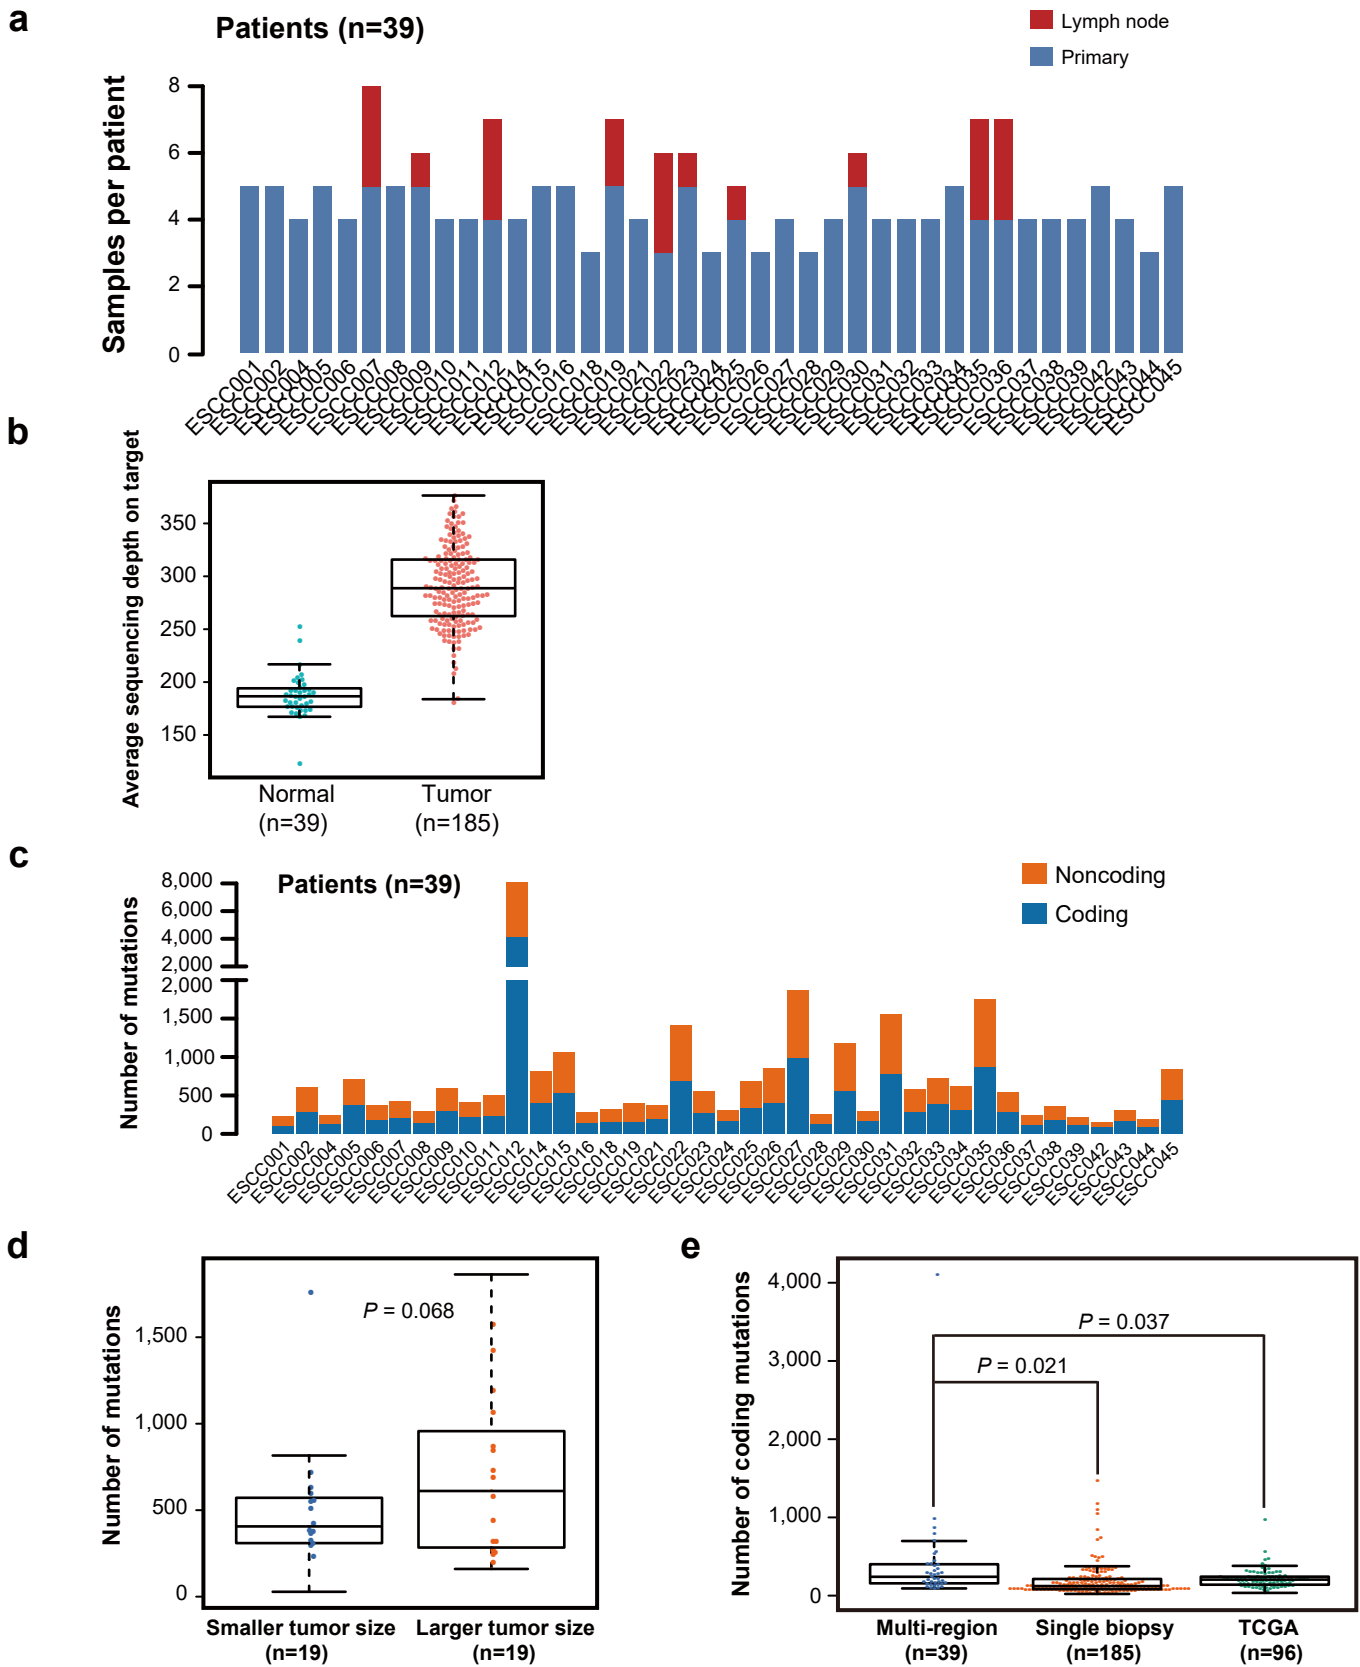 a
Patients (n=39)
Lymph node
Primary
Samples per patient
8
6
4
2
0
ESCC001
ESCC002
ESCC004
ESCC005
ESCC006
ESCC007
ESCC008
ESCC009
ESCC010
ESCC011
ESCC012
ESCC014
ESCC015
ESCC016
ESCC018
ESCC019
ESCC021
ESCC022
ESCC023
ESCC024
ESCC025
ESCC026
ESCC027
ESCC028
ESCC029
ESCC030
ESCC031
ESCC032
ESCC033
ESCC034
ESCC035
ESCC036
ESCC037
ESCC038
ESCC039
ESCC042
ESCC043
ESCC044
ESCC045
b
Average sequencing depth on target
350
300
250
200
150
Normal
(n=39)
Tumor
(n=185)
c
Patients (n=39)
Noncoding
Coding
Number of mutations
8,000
6,000
4,000
2,000
2,000
1,500
1,000
500
0
ESCC001
ESCC002
ESCC004
ESCC005
ESCC006
ESCC007
ESCC008
ESCC009
ESCC010
ESCC011
ESCC012
ESCC014
ESCC015
ESCC016
ESCC018
ESCC019
ESCC021
ESCC022
ESCC023
ESCC024
ESCC025
ESCC026
ESCC027
ESCC028
ESCC029
ESCC030
ESCC031
ESCC032
ESCC033
ESCC034
ESCC035
ESCC036
ESCC037
ESCC038
ESCC039
ESCC042
ESCC043
ESCC044
ESCC045
d
Number of mutations
1,500
1,000
500
0
P = 0.068
Smaller tumor size
(n=19)
Larger tumor size
(n=19)
e
Number of coding mutations
4,000
3,000
2,000
1,000
0
P = 0.037
P = 0.021
Multi-region
(n=39)
Single biopsy
(n=185)
TCGA
(n=96)